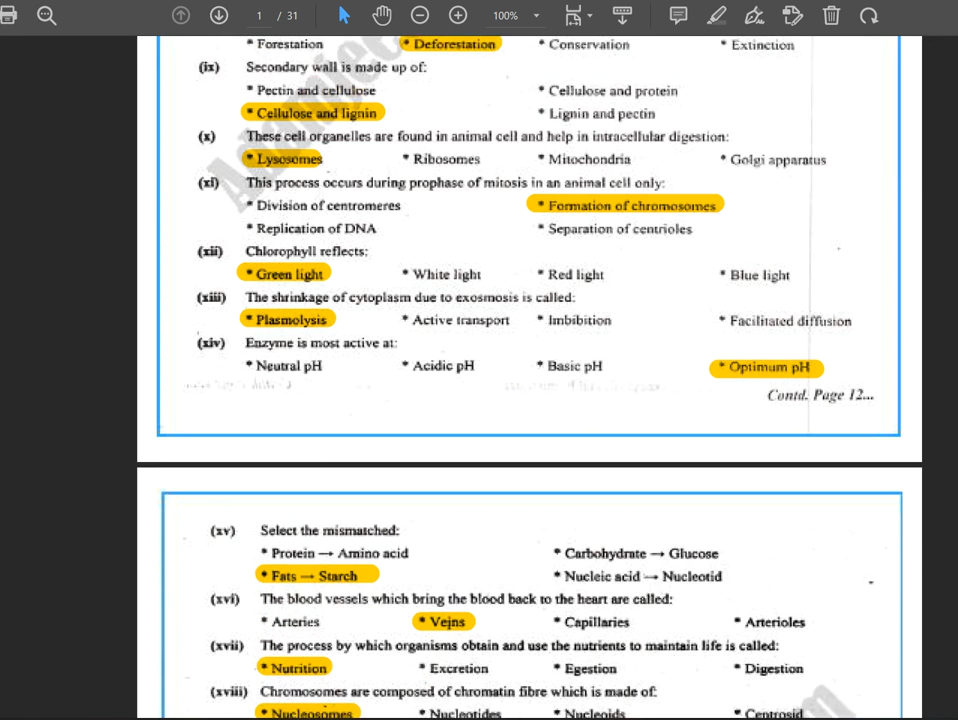 1 / 31 100%
* Forestation * Deforestation * Conservation * Extinction
(ix) Secondary wall is made up of:
* Pectin and cellulose * Cellulose and protein
* Cellulose and lignin * Lignin and pectin
(x) These cell organelles are found in animal cell and help in intracellular digestion:
* Lysosomes * Ribosomes * Mitochondria * Golgi apparatus
(xi) This process occurs during prophase of mitosis in an animal cell only:
* Division of centromeres * Formation of chromosomes
* Replication of DNA * Separation of centrioles
(xii) Chlorophyll reflects:
* Green light * White light * Red light * Blue light
(xiii) The shrinkage of cytoplasm due to exosmosis is called:
* Plasmolysis * Active transport * Imbibition * Facilitated diffusion
(xiv) Enzyme is most active at:
* Neutral pH * Acidic pH * Basic pH * Optimum pH
Contd. Page 12...
(xv) Select the mismatched:
* Protein → Amino acid * Carbohydrate → Glucose
* Fats → Starch * Nucleic acid → Nucleotid
(xvi) The blood vessels which bring the blood back to the heart are called:
* Arteries * Veins * Capillaries * Arterioles
(xvii) The process by which organisms obtain and use the nutrients to maintain life is called:
* Nutrition * Excretion * Egestion * Digestion
(xviii) Chromosomes are composed of chromatin fibre which is made of:
* Nucleosomes * Nucleotides * Nucleoids * Centrosid